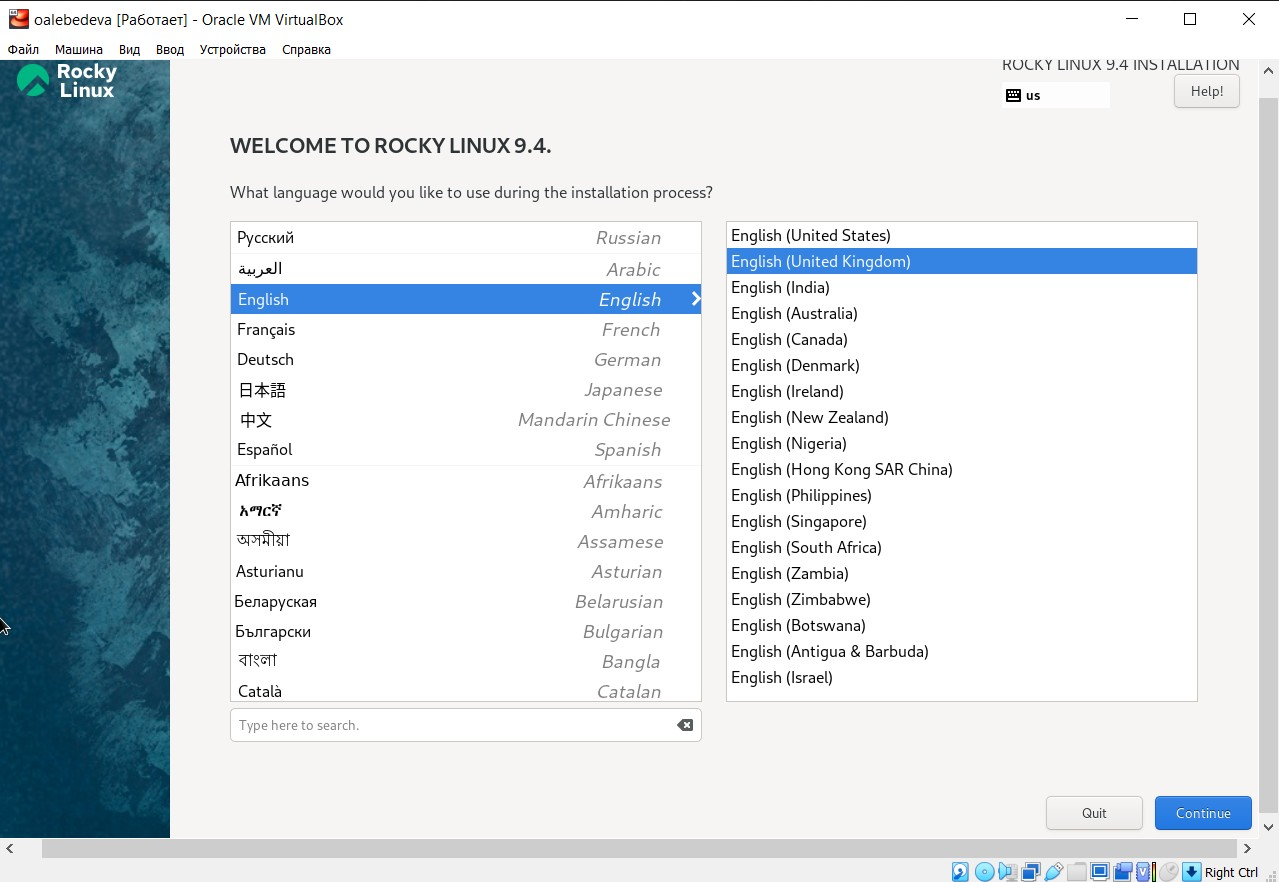 oalebedeva [Работает] - Oracle VM VirtualBox
Файл Машина Вид Ввод Устройства Справка
Rocky
Linux
ROCKY LINUX 9.4 INSTALLATION
us
Help!
WELCOME TO ROCKY LINUX 9.4.
What language would you like to use during the installation process?
Русский Russian
العربية Arabic
English English
Français French
Deutsch German
日本語 Japanese
中文 Mandarin Chinese
Español Spanish
Afrikaans Afrikaans
አማርኛ Amharic
অসমীয়া Assamese
Asturianu Asturian
Беларуская Belarusian
Български Bulgarian
বাংলা Bangla
Català Catalan
Type here to search.
English (United States)
English (United Kingdom)
English (India)
English (Australia)
English (Canada)
English (Denmark)
English (Ireland)
English (New Zealand)
English (Nigeria)
English (Hong Kong SAR China)
English (Philippines)
English (Singapore)
English (South Africa)
English (Zambia)
English (Zimbabwe)
English (Botswana)
English (Antigua & Barbuda)
English (Israel)
Quit
Continue
Right Ctrl